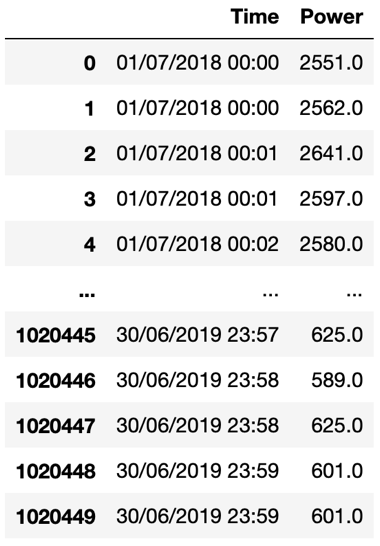 Time Power
0 01/07/2018 00:00 2551.0
1 01/07/2018 00:00 2562.0
2 01/07/2018 00:01 2641.0
3 01/07/2018 00:01 2597.0
4 01/07/2018 00:02 2580.0
... ... ...
1020445 30/06/2019 23:57 625.0
1020446 30/06/2019 23:58 589.0
1020447 30/06/2019 23:58 625.0
1020448 30/06/2019 23:59 601.0
1020449 30/06/2019 23:59 601.0